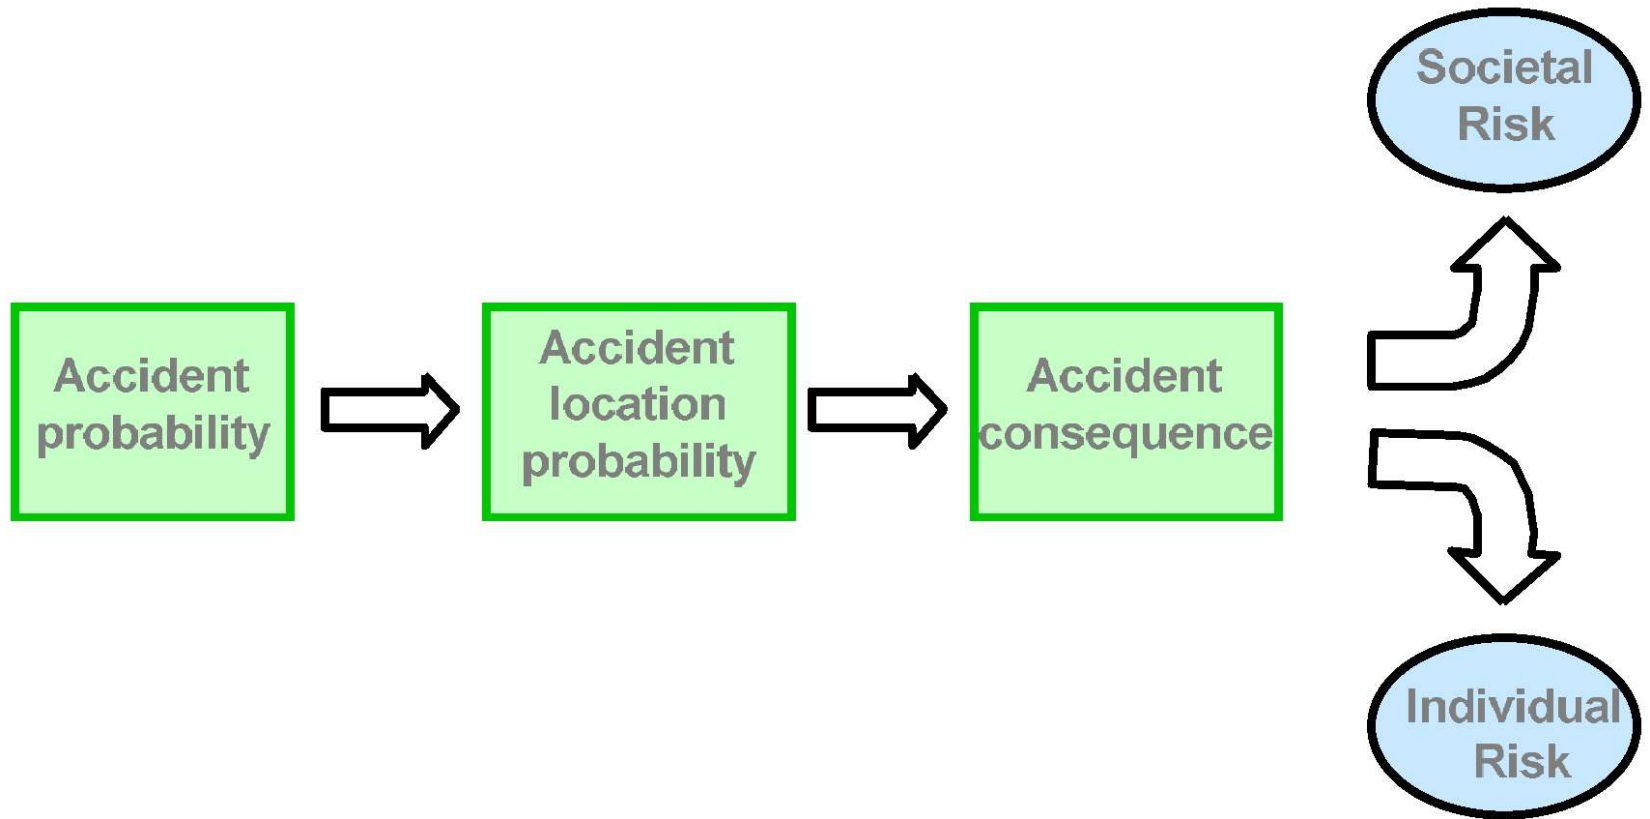 Societal
Risk
Accident
probability
Accident
location
probability
Accident
consequence
Individual
Risk